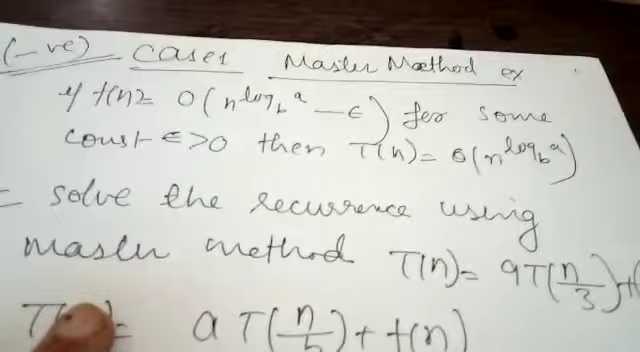 (-ve) Case1 Master Method ex
if f(n)= O(n^log_b a - ϵ) for some
const ϵ>0 then T(n)= θ(n^log_b a)
= solve the recurrence using
master method T(n)= 9T(n/3)+
T( )= a T(n/b)+ f(n)